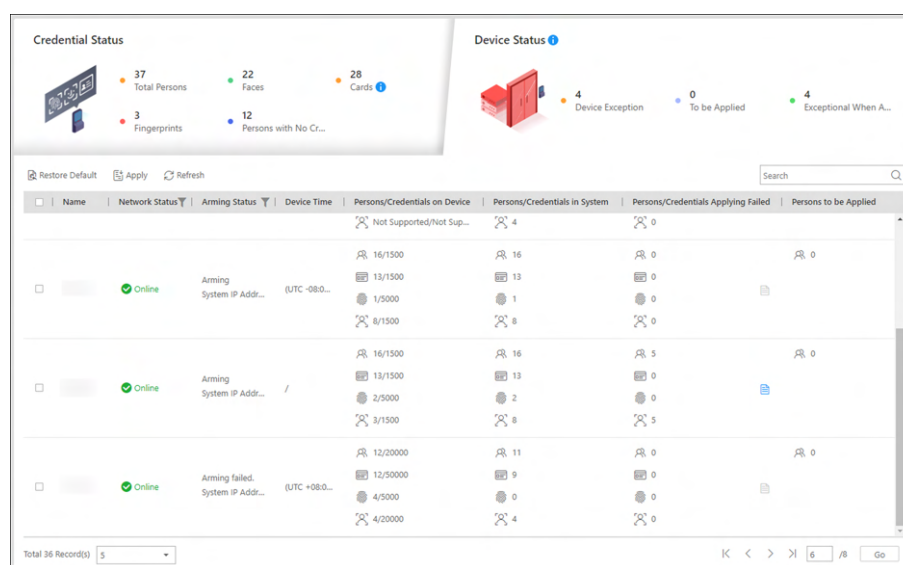 Credential Status
37
Total Persons
22
Faces
28
Cards
3
Fingerprints
12
Persons with No Cr...
Device Status
4
Device Exception
0
To be Applied
4
Exceptional When A...
Restore Default Apply Refresh Search
Name Network Status Arming Status Device Time Persons/Credentials on Device Persons/Credentials in System Persons/Credentials Applying Failed Persons to be Applied
Not Supported/Not Sup... 4 0
16/1500 16 0 0
13/1500 13 0
Online Arming System IP Addr... (UTC -08:0...
1/5000 1 0
8/1500 8 0
16/1500 16 5 0
13/1500 13 0
Online Arming System IP Addr... /
2/5000 2 0
3/1500 8 5
12/20000 11 0 0
12/50000 9 0
Online Arming failed. System IP Addr... (UTC +08:0...
4/5000 0 0
4/20000 4 0
Total 36 Record(s) 5 6 /8 Go